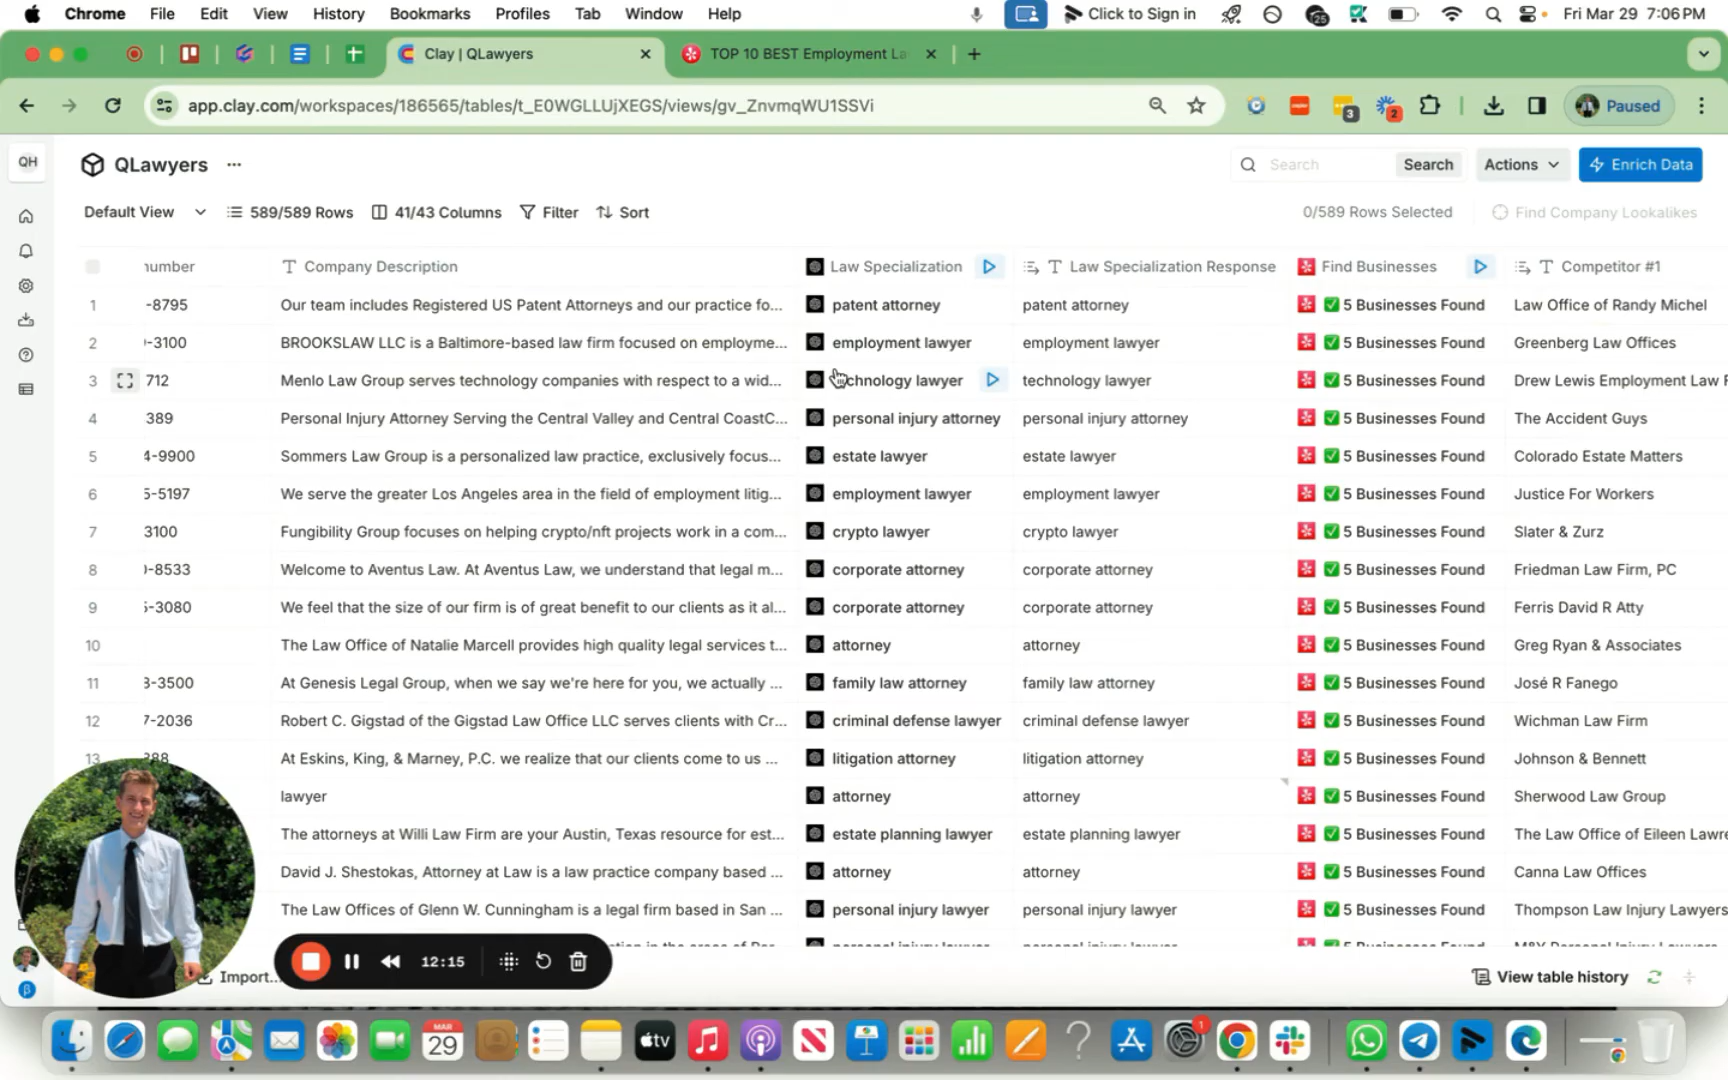 Chrome File Edit View History Bookmarks Profiles Tab Window Help Click to Sign in 25 Fri Mar 29 7:06 PM
Clay | QLawyers TOP 10 BEST Employment La
app.clay.com/workspaces/186565/tables/t_E0WGLLUjXEGS/views/gv_ZnvmqWU1SSVi 3 2 Paused
QH QLawyers ... Search Search Actions Enrich Data
Default View 589/589 Rows 41/43 Columns Filter Sort 0/589 Rows Selected Find Company Lookalikes
number Company Description Law Specialization Law Specialization Response Find Businesses Competitor #1
1 -8795 Our team includes Registered US Patent Attorneys and our practice fo... patent attorney patent attorney 5 Businesses Found Law Office of Randy Michel
2 -3100 BROOKSLAW LLC is a Baltimore-based law firm focused on employme... employment lawyer employment lawyer 5 Businesses Found Greenberg Law Offices
3 712 Menlo Law Group serves technology companies with respect to a wid... chnology lawyer technology lawyer 5 Businesses Found Drew Lewis Employment Law F
4 389 Personal Injury Attorney Serving the Central Valley and Central CoastC... personal injury attorney personal injury attorney 5 Businesses Found The Accident Guys
5 4-9900 Sommers Law Group is a personalized law practice, exclusively focus... estate lawyer estate lawyer 5 Businesses Found Colorado Estate Matters
6 5-5197 We serve the greater Los Angeles area in the field of employment litig... employment lawyer employment lawyer 5 Businesses Found Justice For Workers
7 3100 Fungibility Group focuses on helping crypto/nft projects work in a com... crypto lawyer crypto lawyer 5 Businesses Found Slater & Zurz
8 -8533 Welcome to Aventus Law. At Aventus Law, we understand that legal m... corporate attorney corporate attorney 5 Businesses Found Friedman Law Firm, PC
9 -3080 We feel that the size of our firm is of great benefit to our clients as it al... corporate attorney corporate attorney 5 Businesses Found Ferris David R Atty
10 The Law Office of Natalie Marcell provides high quality legal services t... attorney attorney 5 Businesses Found Greg Ryan & Associates
11 3-3500 At Genesis Legal Group, when we say we're here for you, we actually ... family law attorney family law attorney 5 Businesses Found José R Fanego
12 7-2036 Robert C. Gigstad of the Gigstad Law Office LLC serves clients with Cr... criminal defense lawyer criminal defense lawyer 5 Businesses Found Wichman Law Firm
13 388 At Eskins, King, & Marney, P.C. we realize that our clients come to us ... litigation attorney litigation attorney 5 Businesses Found Johnson & Bennett
lawyer attorney attorney 5 Businesses Found Sherwood Law Group
The attorneys at Willi Law Firm are your Austin, Texas resource for est... estate planning lawyer estate planning lawyer 5 Businesses Found The Law Office of Eileen Lawre
David J. Shestokas, Attorney at Law is a law practice company based ... attorney attorney 5 Businesses Found Canna Law Offices
The Law Offices of Glenn W. Cunningham is a legal firm based in San ... personal injury lawyer personal injury lawyer 5 Businesses Found Thompson Law Injury Lawyers
12:15
β Import... View table history
MAR 29 tv 1